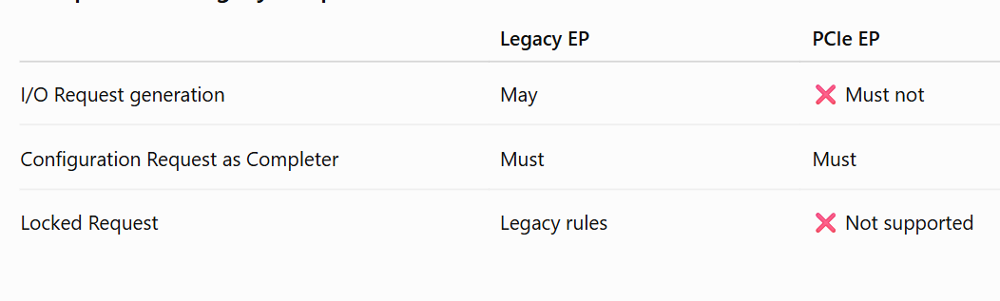 Legacy EP PCIe EP
I/O Request generation May ❌ Must not
Configuration Request as Completer Must Must
Locked Request Legacy rules ❌ Not supported